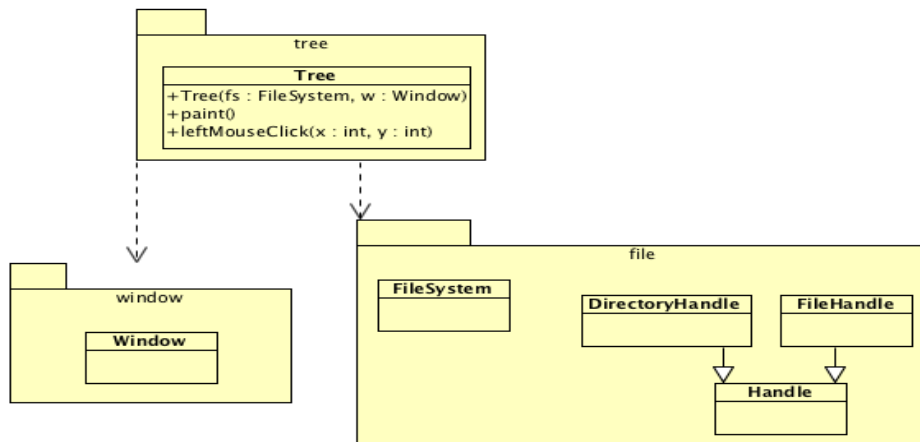 tree
Tree
+Tree(fs : FileSystem, w : Window)
+paint()
+leftMouseClick(x : int, y : int)
window
Window
file
FileSystem
DirectoryHandle
FileHandle
Handle